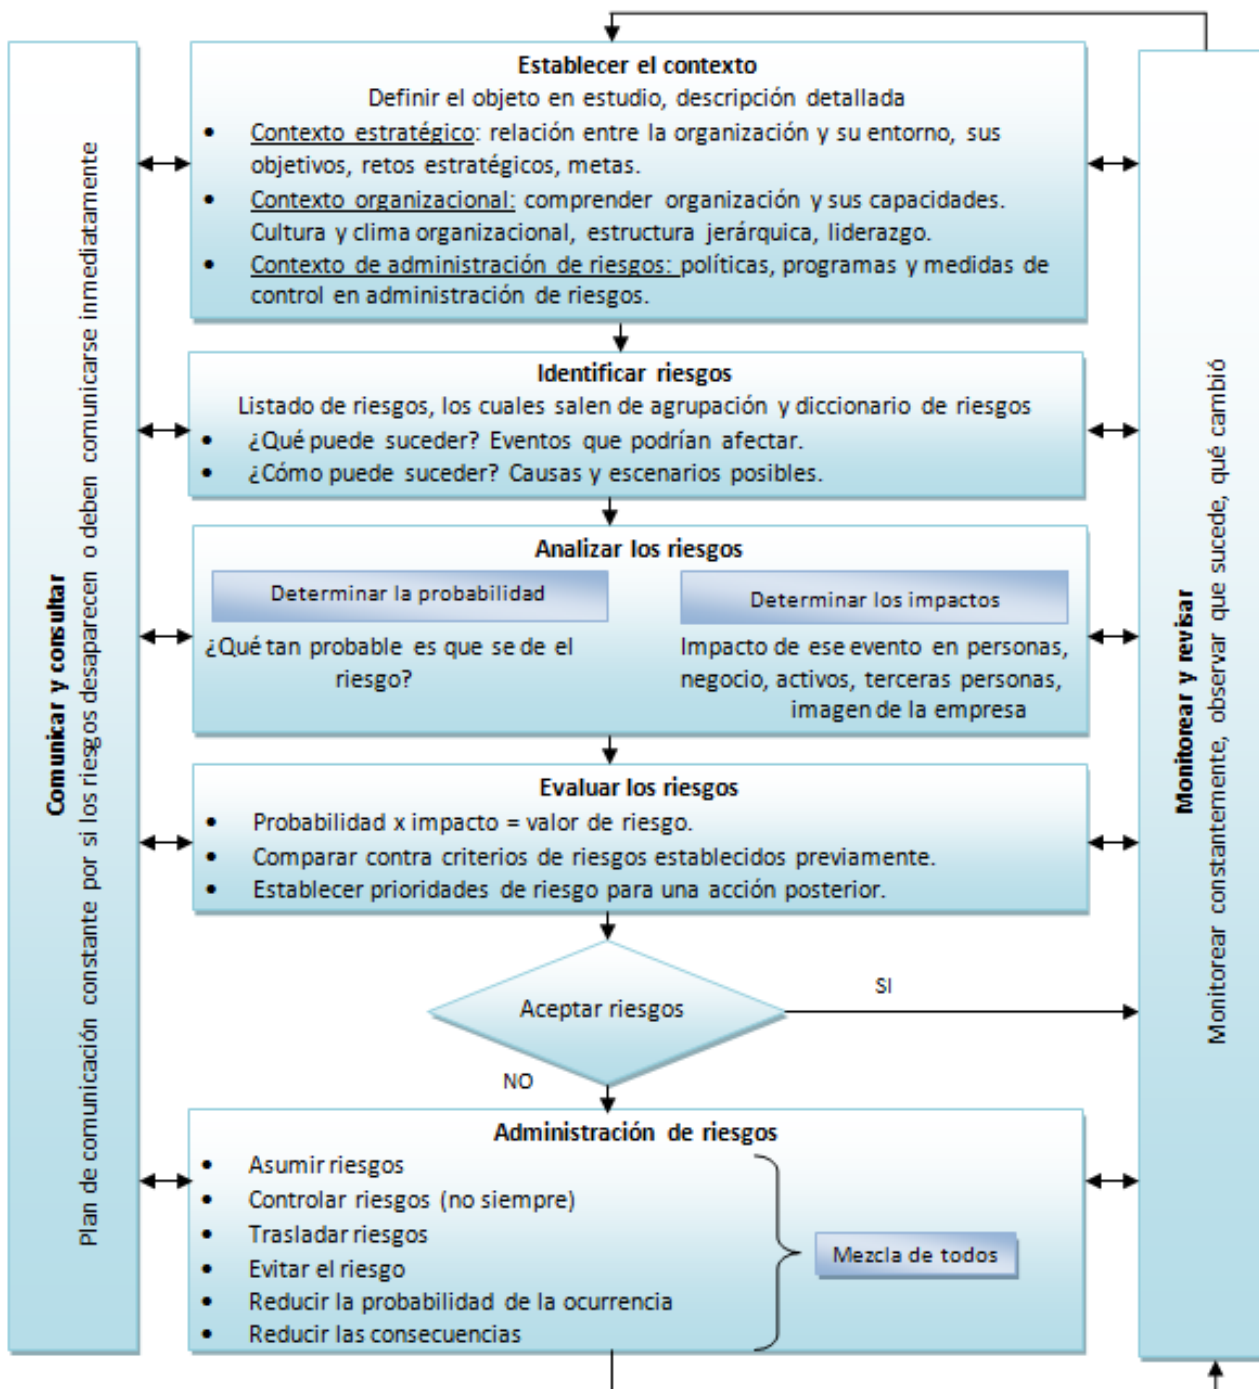 Comunicar y consultar
Plan de comunicación constante por si los riesgos desaparecen o deben comunicarse inmediatamente
Establecer el contexto
Definir el objeto en estudio, descripción detallada
• Contexto estratégico: relación entre la organización y su entorno, sus
objetivos, retos estratégicos, metas.
• Contexto organizacional: comprender organización y sus capacidades.
Cultura y clima organizacional, estructura jerárquica, liderazgo.
• Contexto de administración de riesgos: políticas, programas y medidas de
control en administración de riesgos.
Identificar riesgos
Listado de riesgos, los cuales salen de agrupación y diccionario de riesgos
• ¿Qué puede suceder? Eventos que podrían afectar.
• ¿Cómo puede suceder? Causas y escenarios posibles.
Analizar los riesgos
Determinar la probabilidad
¿Qué tan probable es que se de el
riesgo?
Determinar los impactos
Impacto de ese evento en personas,
negocio, activos, terceras personas,
imagen de la empresa
Evaluar los riesgos
• Probabilidad x impacto = valor de riesgo.
• Comparar contra criterios de riesgos establecidos previamente.
• Establecer prioridades de riesgo para una acción posterior.
Aceptar riesgos
SI
NO
Administración de riesgos
• Asumir riesgos
• Controlar riesgos (no siempre)
• Trasladar riesgos
• Evitar el riesgo
• Reducir la probabilidad de la ocurrencia
• Reducir las consecuencias
Mezcla de todos
Monitorear y revisar
Monitorear constantemente, observar que sucede, qué cambió